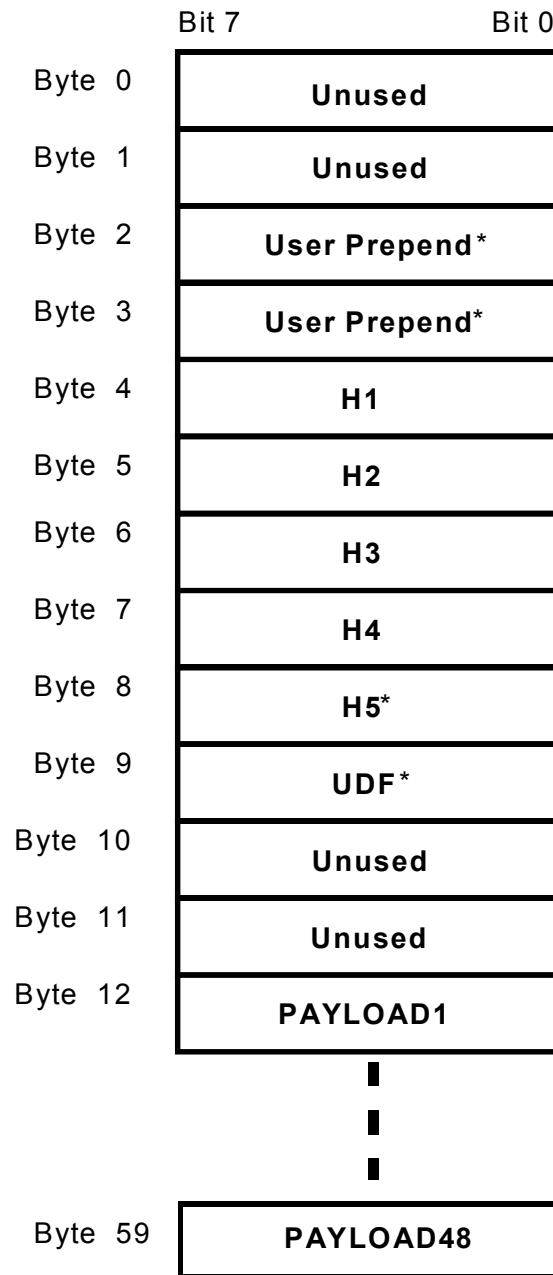 Bit 7 Bit 0
Byte 0 Unused
Byte 1 Unused
Byte 2 User Prepend*
Byte 3 User Prepend*
Byte 4 H1
Byte 5 H2
Byte 6 H3
Byte 7 H4
Byte 8 H5*
Byte 9 UDF*
Byte 10 Unused
Byte 11 Unused
Byte 12 PAYLOAD1
Byte 59 PAYLOAD48